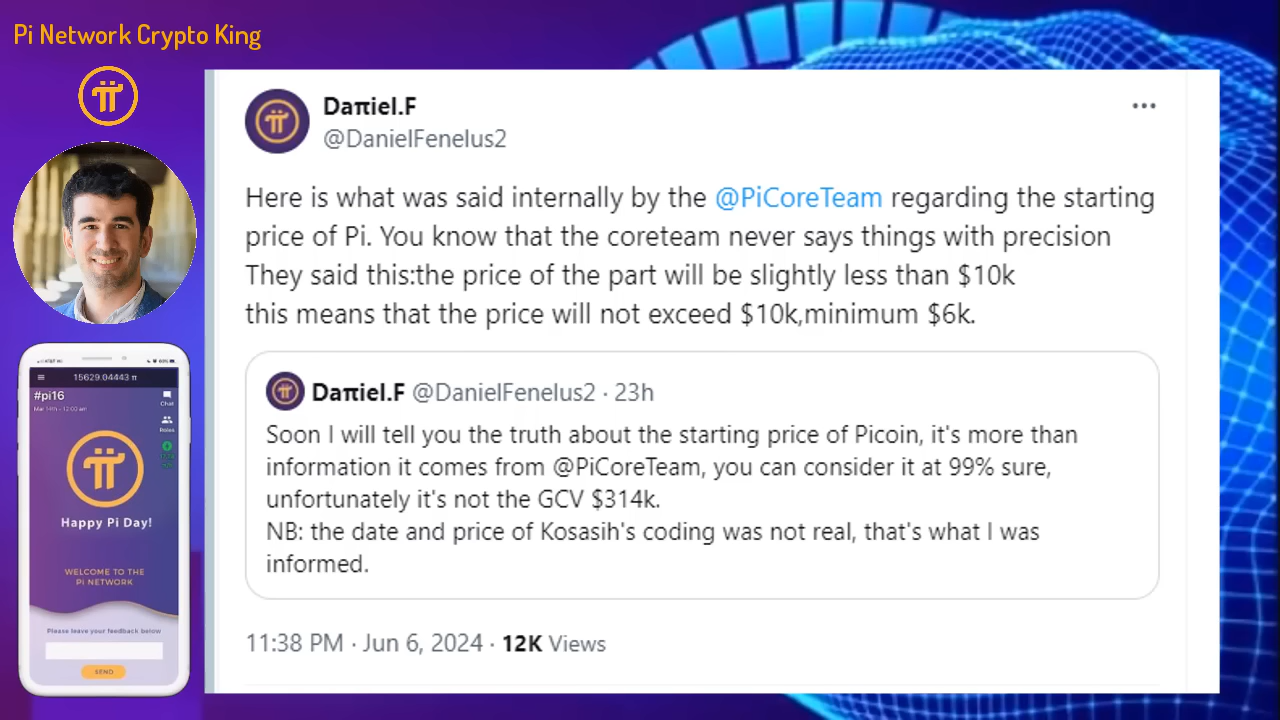 Pi Network Crypto King
Daπiel.F
@DanielFenelus2
Here is what was said internally by the @PiCoreTeam regarding the starting
price of Pi. You know that the coreteam never says things with precision
They said this:the price of the part will be slightly less than $10k
this means that the price will not exceed $10k,minimum $6k.
Daπiel.F @DanielFenelus2 · 23h
Soon I will tell you the truth about the starting price of Picoin, it's more than
information it comes from @PiCoreTeam, you can consider it at 99% sure,
unfortunately it's not the GCV $314k.
NB: the date and price of Kosasih's coding was not real, that's what I was
informed.
11:38 PM · Jun 6, 2024 · 12K Views
15629.04443 π
#pi16
Chat
Roles
Happy Pi Day!
WELCOME TO THE
Pi NETWORK
Please leave your feedback below
SEND